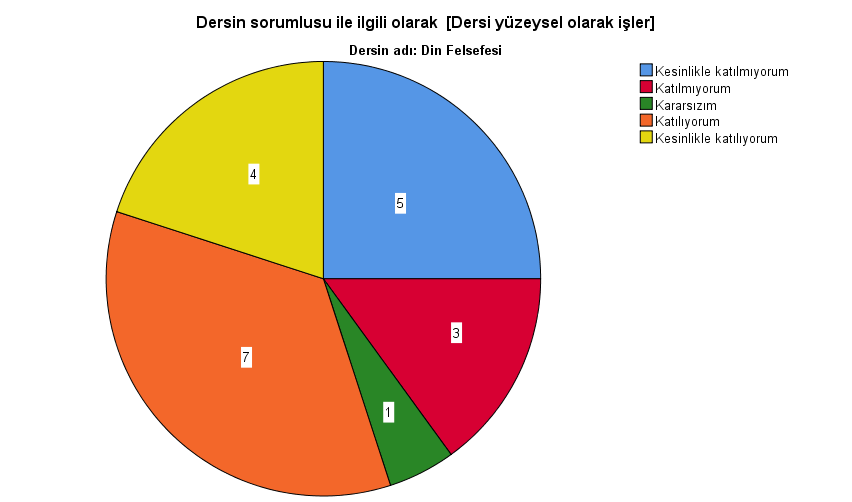 Dersin sorumlusu ile ilgili olarak [Dersi yüzeysel olarak işler]
Dersin adı: Din Felsefesi
Kesinlikle katılmıyorum
Katılmıyorum
Kararsızım
Katılıyorum
Kesinlikle katılıyorum
4
5
3
7
1